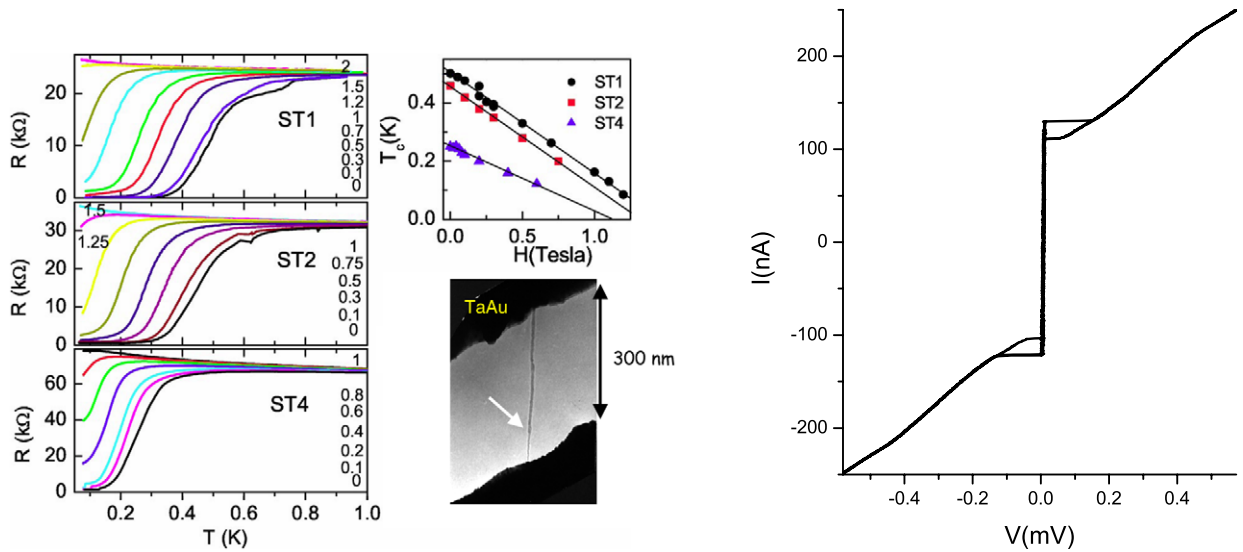 R (kΩ)
20
10
0
ST1
2
1.5
1.2
1
0.7
0.5
0.3
0.1
0
R (kΩ)
30
20
10
0
1.5
1.25
ST2
1
0.75
0.5
0.3
0.1
0
R (kΩ)
60
40
20
0
ST4
1
0.8
0.6
0.4
0.2
0.1
0
0.2 0.4 0.6 0.8 1.0
T (K)
Tc(K)
0.4
0.2
0.0
ST1
ST2
ST4
0.0 0.5 1.0
H(Tesla)
TaAu
300 nm
I(nA)
200
100
0
-100
-200
-0.4 -0.2 0.0 0.2 0.4
V(mV)